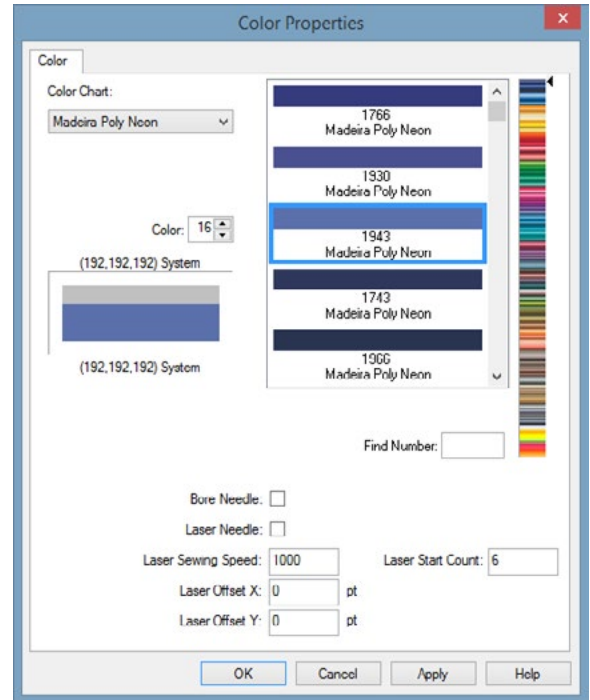 Color Properties
Color
Color Chart:
Madeira Poly Neon
1766
Madeira Poly Neon
1930
Madeira Poly Neon
Color: 16
1943
Madeira Poly Neon
(192,192,192) System
1743
Madeira Poly Neon
(192,192,192) System
1966
Madeira Poly Neon
Find Number:
Bore Needle:
Laser Needle:
Laser Sewing Speed: 1000 Laser Start Count: 6
Laser Offset X: 0 pt
Laser Offset Y: 0 pt
OK Cancel Apply Help